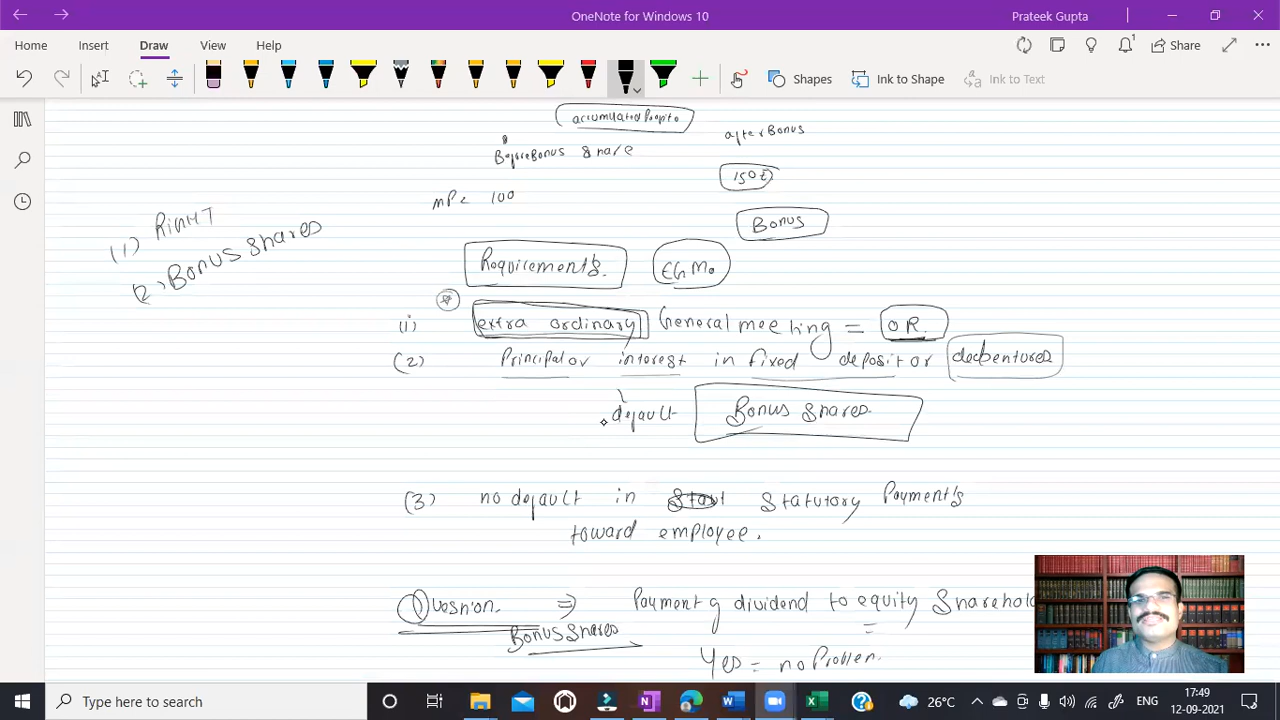 OneNote for Windows 10
Prateek Gupta
Home Insert Draw View Help
Share
Shapes Ink to Shape Ink to Text
accumulated Profits
Before Bonus Share after Bonus
MP = 100 150
Bonus
(1) RIGHT
(2) Bonus Shares
Requirements. EGM.
(1) extra ordinary General meeting = OR.
(2) Principal or interest in fixed deposit or debentures
default Bonus Shares.
(3) no default in Statutory Payments
toward employee.
Question. ⇒ Payment of dividend to equity Sharehold
Bonus Shares =
Yes = no Problem.
Type here to search
26°C
ENG
17:49
12-09-2021